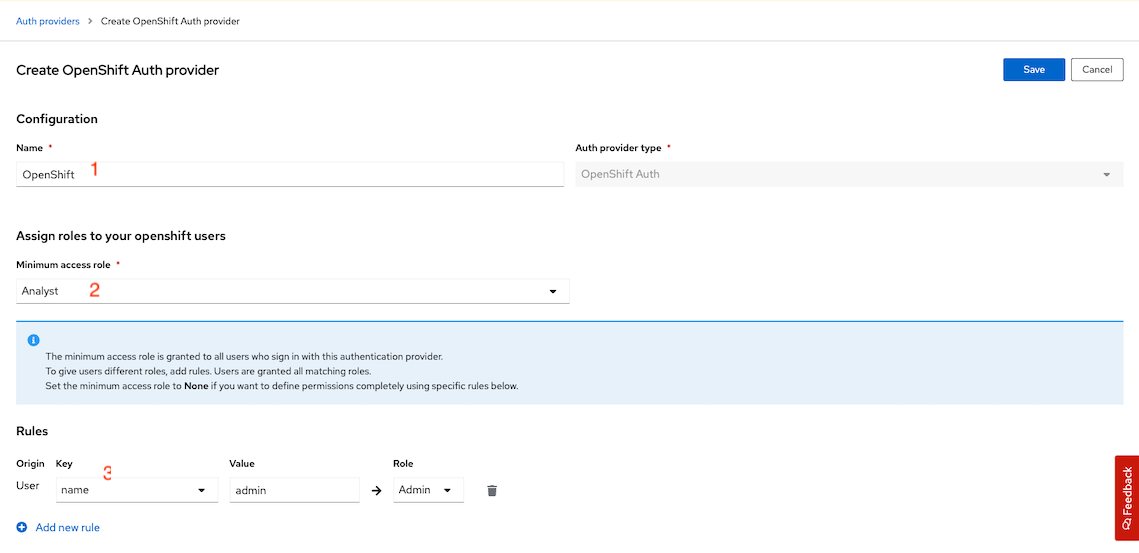 Auth providers > Create OpenShift Auth provider
Create OpenShift Auth provider
Save
Cancel
Configuration
Name *
Auth provider type *
OpenShift 1
OpenShift Auth
Assign roles to your openshift users
Minimum access role *
Analyst 2
The minimum access role is granted to all users who sign in with this authentication provider.
To give users different roles, add rules. Users are granted all matching roles.
Set the minimum access role to None if you want to define permissions completely using specific rules below.
Rules
Origin Key 3 Value Role
User name admin → Admin
Add new rule
Feedback